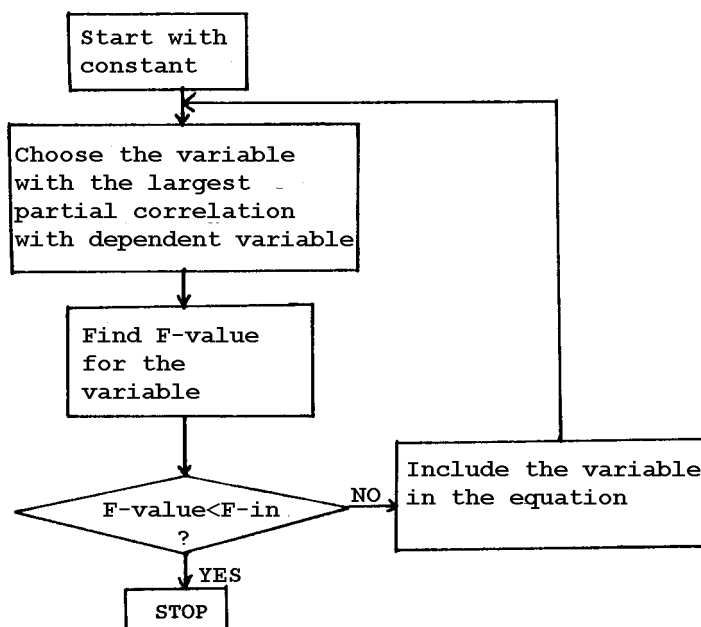 Start with
constant
Choose the variable
with the largest
partial correlation
with dependent variable
Find F-value
for the
variable
F-value<F-in
?
NO
Include the variable
in the equation
YES
STOP